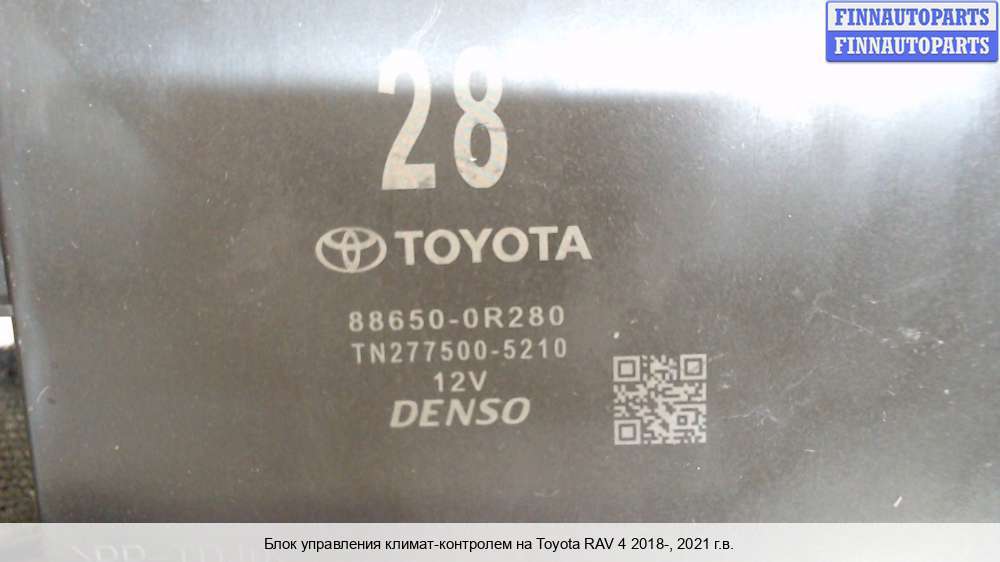 FINNAUTOPARTS
FINNAUTOPARTS
28
TOYOTA
88650-0R280
TN277500-5210
12V
DENSO
Блок управления климат-контролем на Toyota RAV 4 2018-, 2021 г.в.